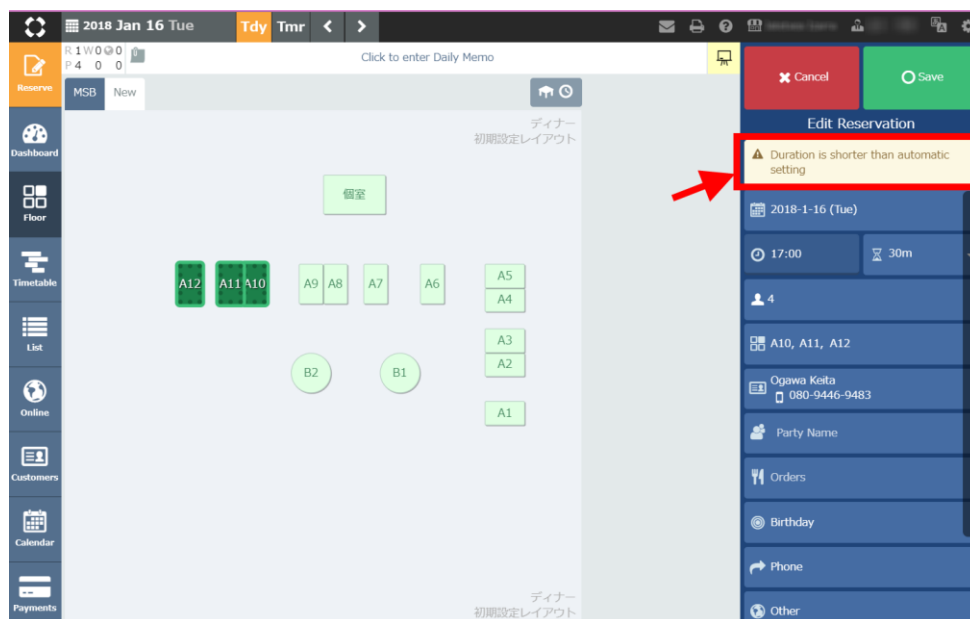 2018 Jan 16 Tue
Tdy
Tmr
R 1 W 0 0
P 4 0 0
0
Click to enter Daily Memo
Reserve
Dashboard
Floor
Timetable
List
Online
Customers
Calendar
Payments
MSB
New
ディナー
初期設定レイアウト
個室
A12
A11
A10
A9
A8
A7
A6
A5
A4
A3
A2
A1
B2
B1
ディナー
初期設定レイアウト
Cancel
Save
Edit Reservation
Duration is shorter than automatic
setting
2018-1-16 (Tue)
17:00
30m
4
A10, A11, A12
Ogawa Keita
080-9446-9483
Party Name
Orders
Birthday
Phone
Other